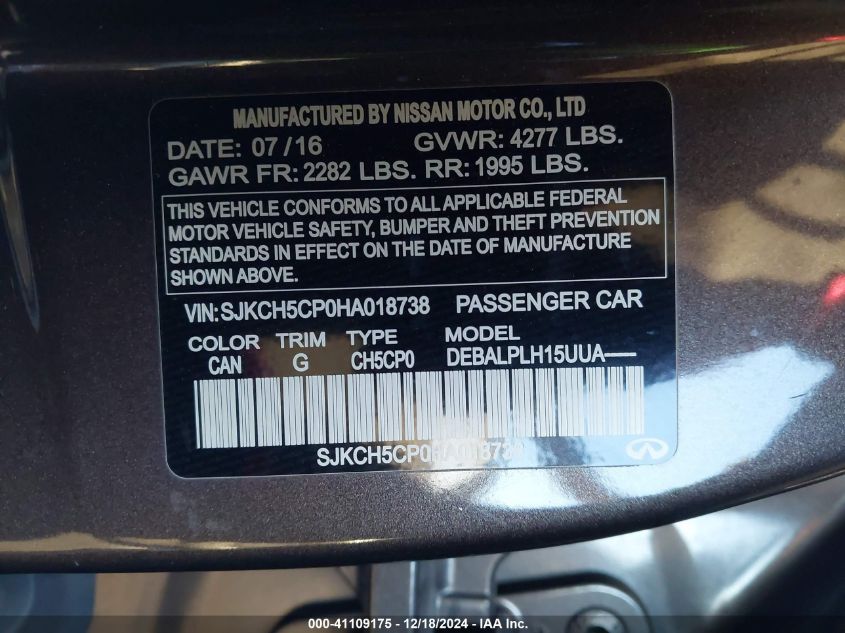 MANUFACTURED BY NISSAN MOTOR CO., LTD
DATE: 07/16 GVWR: 4277 LBS.
GAWR FR: 2282 LBS. RR: 1995 LBS.
THIS VEHICLE CONFORMS TO ALL APPLICABLE FEDERAL
MOTOR VEHICLE SAFETY, BUMPER AND THEFT PREVENTION
STANDARDS IN EFFECT ON THE DATE OF MANUFACTURE
SHOWN ABOVE.
VIN: SJKCH5CP0HA018738 PASSENGER CAR
COLOR TRIM TYPE MODEL
CAN G CH5CP0 DEBALPLH15UUA-----
SJKCH5CP0HA018738
000-41109175 - 12/18/2024 - IAA Inc.